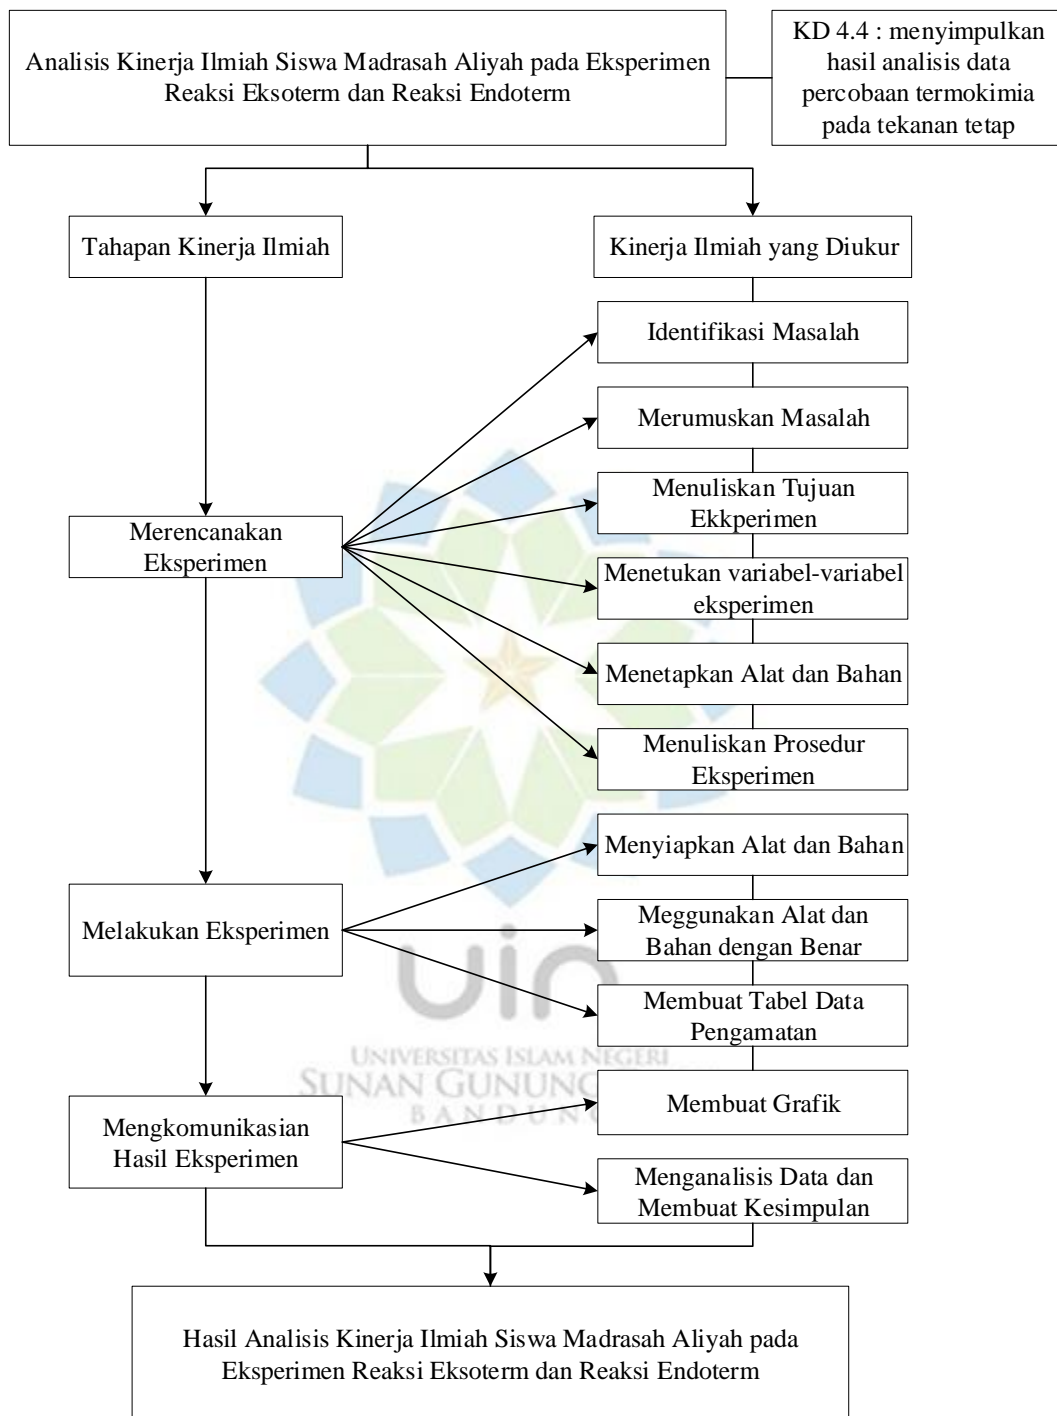 Analisis Kinerja Ilmiah Siswa Madrasah Aliyah pada Eksperimen
Reaksi Eksoterm dan Reaksi Endoterm
KD 4.4 : menyimpulkan
hasil analisis data
percobaan termokimia
pada tekanan tetap
Tahapan Kinerja Ilmiah
Kinerja Ilmiah yang Diukur
Identifikasi Masalah
Merumuskan Masalah
Menuliskan Tujuan
Ekkperimen
Merencanakan
Eksperimen
Menetukan variabel-variabel
eksperimen
Menetapkan Alat dan Bahan
Menuliskan Prosedur
Eksperimen
Menyiapkan Alat dan Bahan
Melakukan Eksperimen
Meggunakan Alat dan
Bahan dengan Benar
Membuat Tabel Data
Pengamatan
uin
UNIVERSITAS ISLAM NEGERI
SUNAN GUNUNG
BANDUNG
Mengkomunikasian
Hasil Eksperimen
Membuat Grafik
Menganalisis Data dan
Membuat Kesimpulan
Hasil Analisis Kinerja Ilmiah Siswa Madrasah Aliyah pada
Eksperimen Reaksi Eksoterm dan Reaksi Endoterm